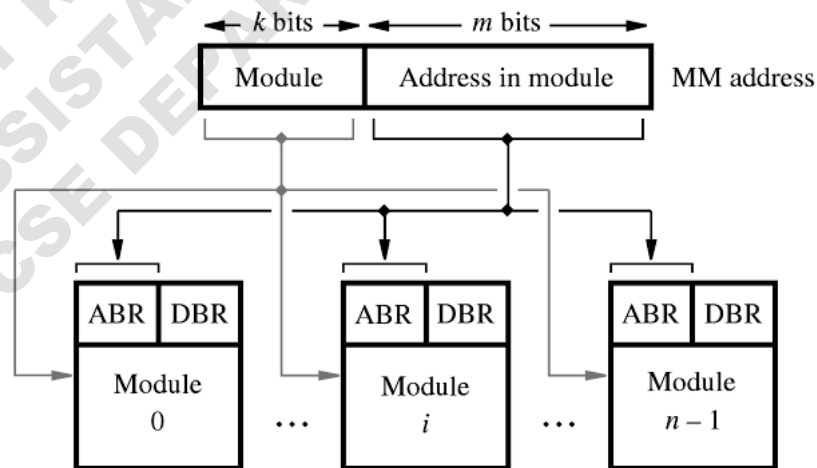 k bits m bits
Module Address in module MM address
ABR DBR ABR DBR ABR DBR
Module Module Module
0 ... i ... n – 1
CSE